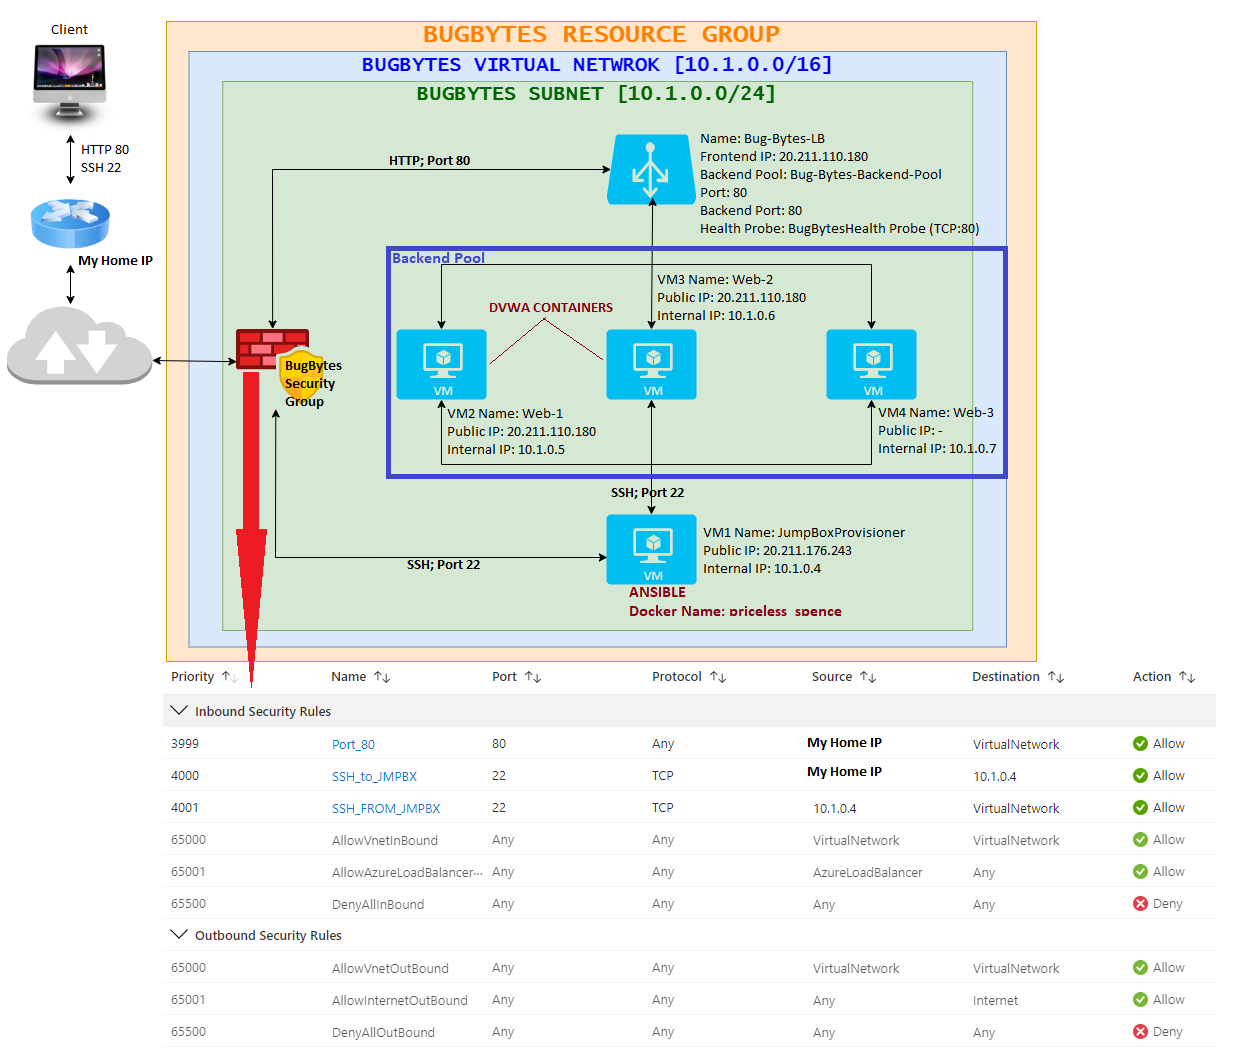 Client
HTTP 80
SSH 22
My Home IP
BUGBYTES RESOURCE GROUP
BUGBYTES VIRTUAL NETWROK [10.1.0.0/16]
BUGBYTES SUBNET [10.1.0.0/24]
HTTP; Port 80
Name: Bug-Bytes-LB
Frontend IP: 20.211.110.180
Backend Pool: Bug-Bytes-Backend-Pool
Port: 80
Backend Port: 80
Health Probe: BugBytesHealth Probe (TCP:80)
Backend Pool
VM3 Name: Web-2
Public IP: 20.211.110.180
Internal IP: 10.1.0.6
DVWA CONTAINERS
BugBytes
Security
Group
VM
VM
VM
VM2 Name: Web-1
Public IP: 20.211.110.180
Internal IP: 10.1.0.5
VM4 Name: Web-3
Public IP: -
Internal IP: 10.1.0.7
SSH; Port 22
SSH; Port 22
VM
VM1 Name: JumpBoxProvisioner
Public IP: 20.211.176.243
Internal IP: 10.1.0.4
ANSIBLE
Docker Name: priceless_spence
Priority Name Port Protocol Source Destination Action
Inbound Security Rules
3999 Port_80 80 Any My Home IP VirtualNetwork Allow
4000 SSH_to_JMPBX 22 TCP My Home IP 10.1.0.4 Allow
4001 SSH_FROM_JMPBX 22 TCP 10.1.0.4 VirtualNetwork Allow
65000 AllowVnetInBound Any Any VirtualNetwork VirtualNetwork Allow
65001 AllowAzureLoadBalancer... Any Any AzureLoadBalancer Any Allow
65500 DenyAllInBound Any Any Any Any Deny
Outbound Security Rules
65000 AllowVnetOutBound Any Any VirtualNetwork VirtualNetwork Allow
65001 AllowInternetOutBound Any Any Any Internet Allow
65500 DenyAllOutBound Any Any Any Any Deny